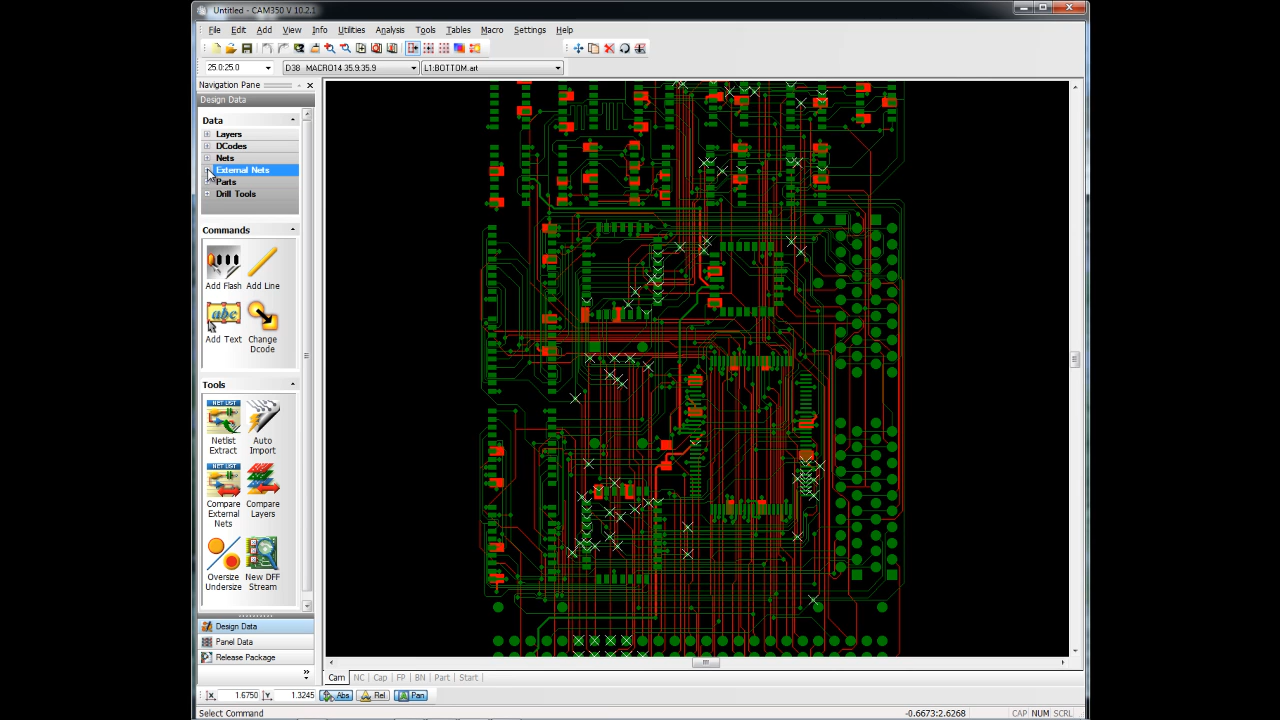 Untitled - CAM350 V 10.2.1
File Edit Add View Info Utilities Analysis Tools Tables Macro Settings Help
25.0:25.0 D38 MACRO14 35.9:35.9 L1:BOTTOM.art
Navigation Pane
Design Data
Data
Layers
DCodes
Nets
External Nets
Parts
Drill Tools
Commands
Add Flash Add Line
abc
Add Text Change Dcode
Tools
NET LIST
Netlist Extract Auto Import
NET LIST
Compare External Nets Compare Layers
Oversize Undersize New DFF Stream
Design Data
Panel Data
Release Package
Cam NC Cap FP BN Part Start
X 1.6750 Y 1.3245 Abs Rel Pan
Select Command -0.6673:2.6268 CAP NUM SCRL